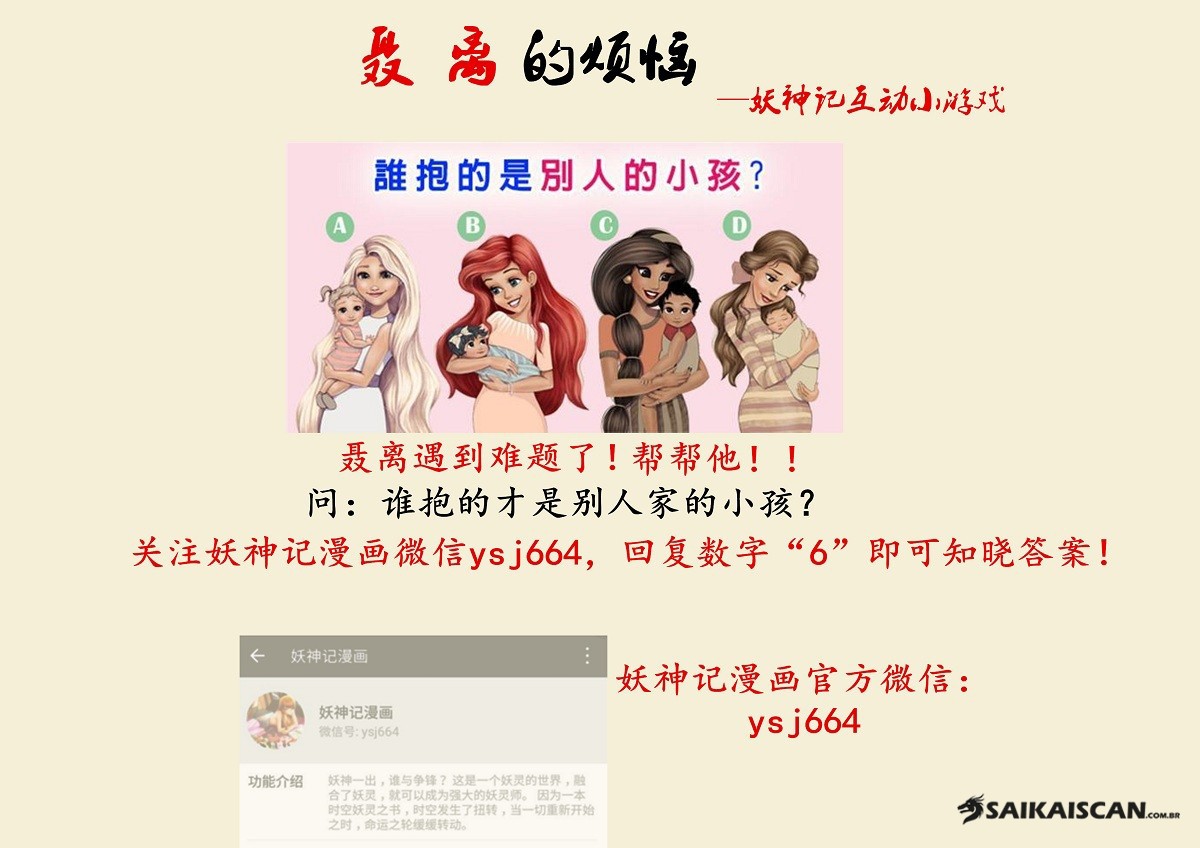 聂 离 的烦恼
—妖神记互动小游戏
誰抱的是別人的小孩?
A B C D
聂离遇到难题了!帮帮他!!
问:谁抱的才是别人家的小孩?
关注妖神记漫画微信ysj664,回复数字“6”即可知晓答案!
妖神记漫画
妖神记漫画官方微信:
ysj664
妖神记漫画
微信号: ysj664
功能介绍
妖神一出,谁与争锋? 这是一个妖灵的世界,融
合了妖灵,就可以成为强大的妖灵师。 因为一本
时空妖灵之书,时空发生了扭转,当一切重新开始
之时,命运之轮缓缓转动。
SAIKAISCAN.COM.BR